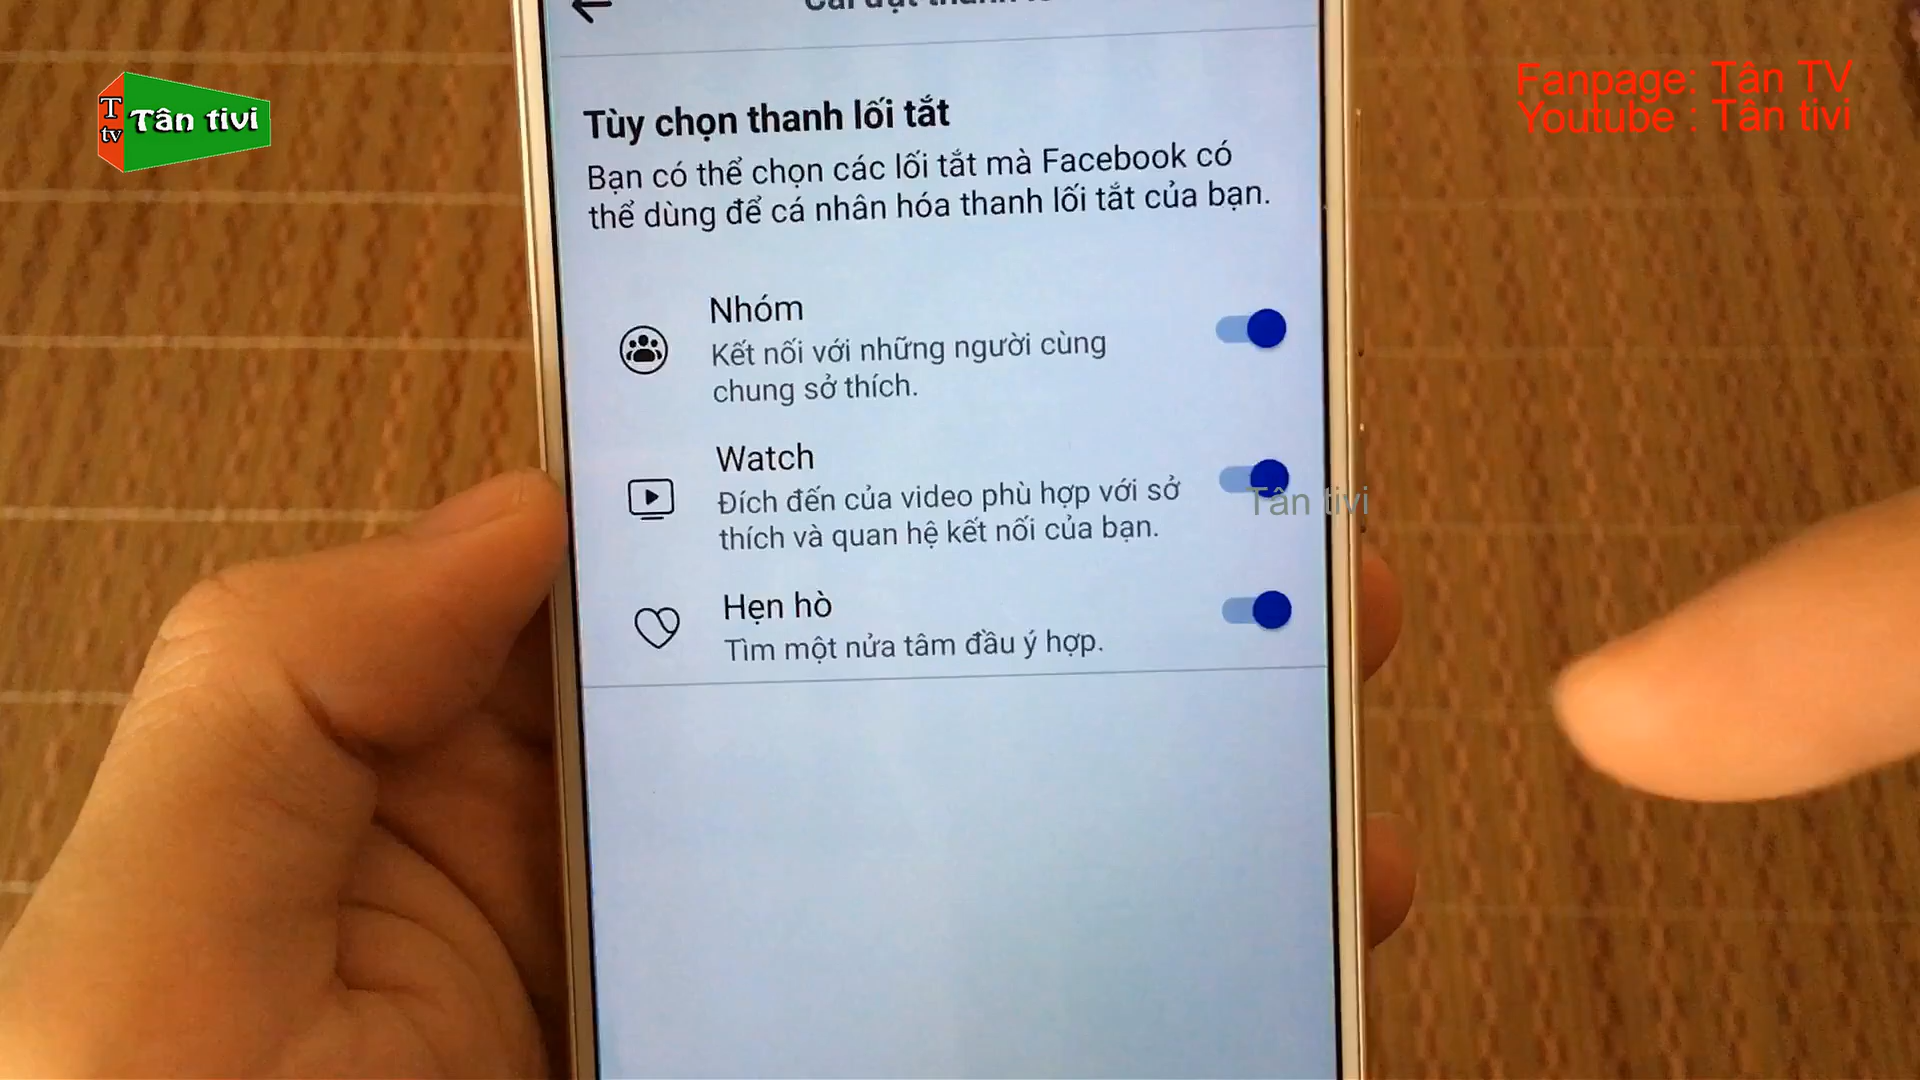 T
tv
Tân tivi
Fanpage: Tân TV
Youtube : Tân tivi
Tùy chọn thanh lối tắt
Bạn có thể chọn các lối tắt mà Facebook có
thể dùng để cá nhân hóa thanh lối tắt của bạn.
Nhóm
Kết nối với những người cùng
chung sở thích.
Watch
Đích đến của video phù hợp với sở
thích và quan hệ kết nối của bạn.
Tân tivi
Hẹn hò
Tìm một nửa tâm đầu ý hợp.